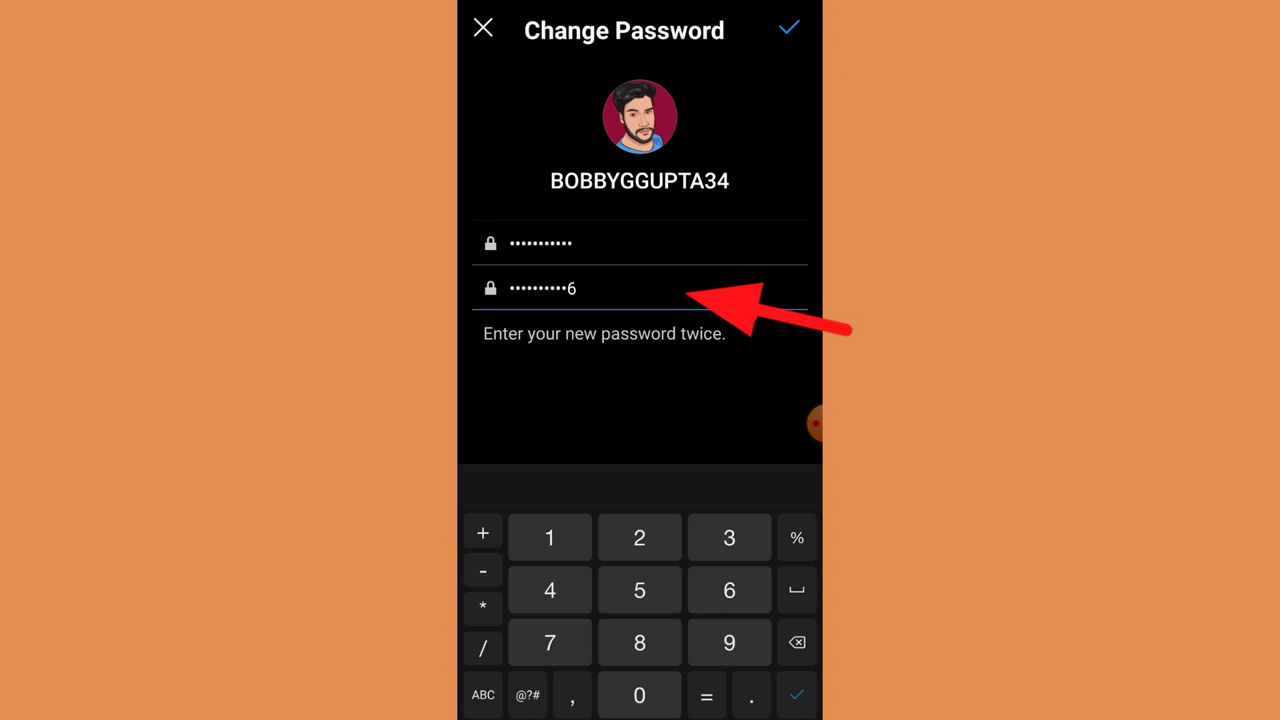 Change Password
BOBBYGGUPTA34
•••••••••••
••••••••••6
Enter your new password twice.
+ 1 2 3 %
- 4 5 6
* 7 8 9
/
ABC @?# , 0 = .